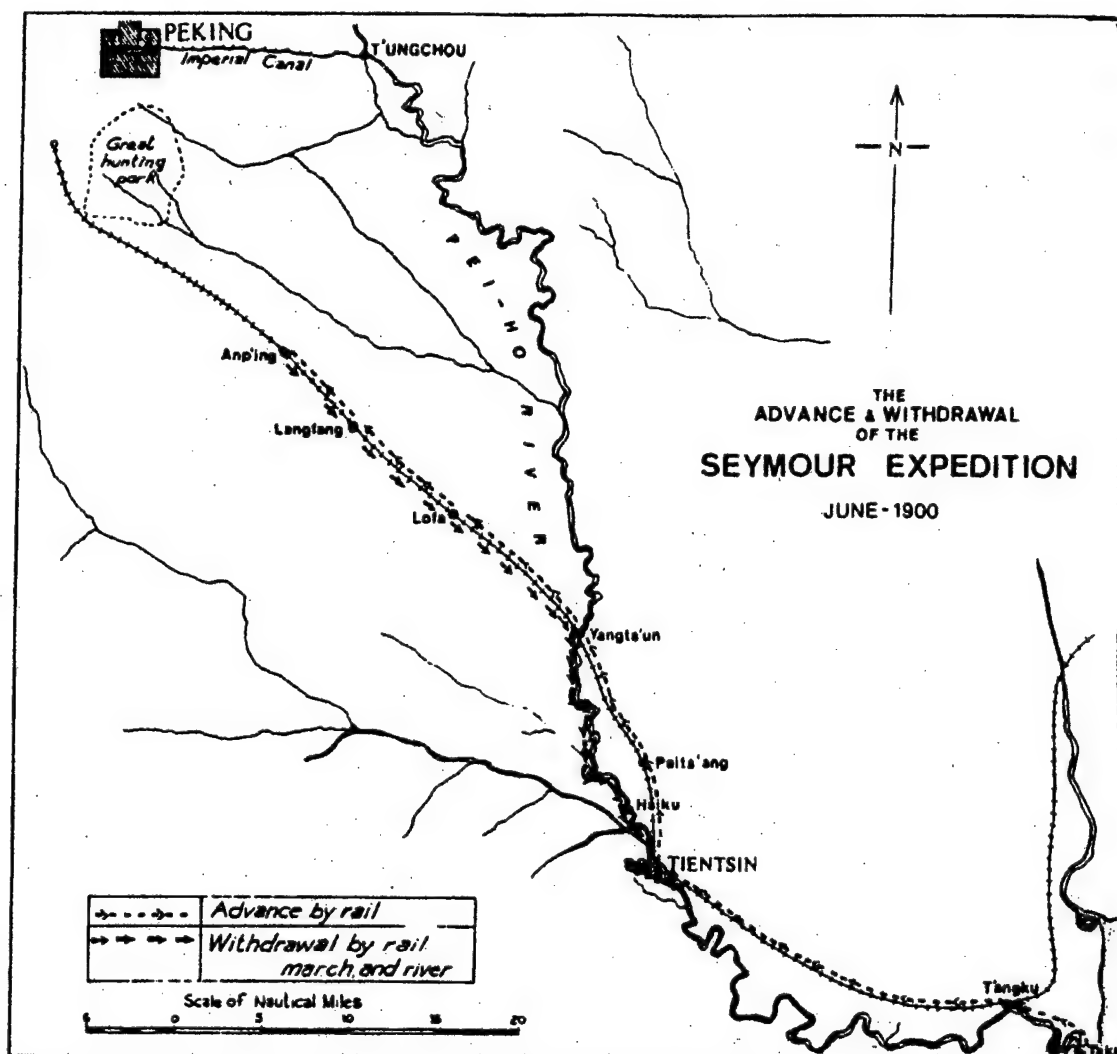 PEKING
Imperial Canal
T'UNGCHOU
Great
hunting
park
N
PEI-HO RIVER
Anp'ing
Langfang
Lofa
THE
ADVANCE & WITHDRAWAL
OF THE
SEYMOUR EXPEDITION
JUNE-1900
Yangts'un
Peits'ang
Hsiku
TIENTSIN
Advance by rail
Withdrawal by rail
march, and river
Scale of Nautical Miles
5 0 5 10 15 20
T'angku
Taku